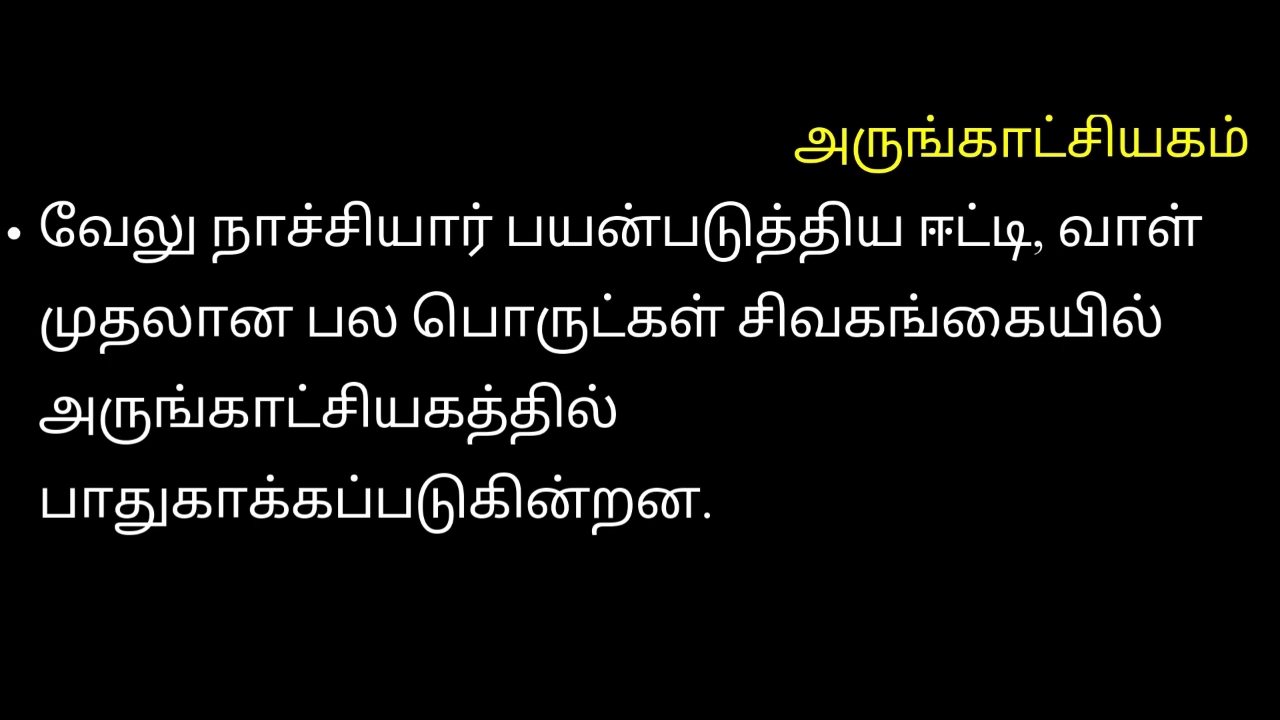 அருங்காட்சியகம்
• வேலு நாச்சியார் பயன்படுத்திய ஈட்டி, வாள்
முதலான பல பொருட்கள் சிவகங்கையில்
அருங்காட்சியகத்தில்
பாதுகாக்கப்படுகின்றன.